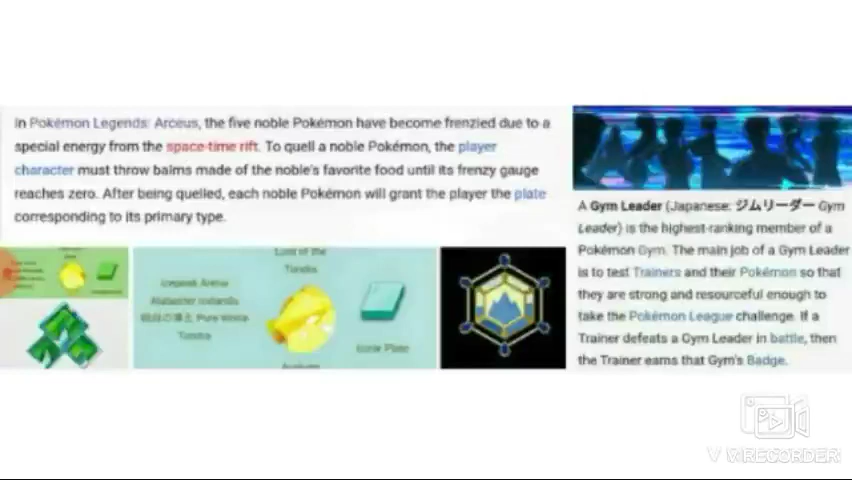 In Pokémon Legends: Arceus, the five noble Pokémon have become frenzied due to a
special energy from the space-time rift. To quell a noble Pokémon, the player
character must throw balms made of the noble's favorite food until its frenzy gauge
reaches zero. After being quelled, each noble Pokémon will grant the player the plate
corresponding to its primary type.
Lord of the
Tundra
Icepeak Arena
Alabaster Icelands
Tundra
Icicle Plate
Avalugg
A Gym Leader (Japanese: ジムリーダー Gym
Leader) is the highest-ranking member of a
Pokémon Gym. The main job of a Gym Leader
is to test Trainers and their Pokémon so that
they are strong and resourceful enough to
take the Pokémon League challenge. If a
Trainer defeats a Gym Leader in battle, then
the Trainer earns that Gym's Badge.
V RECORDER